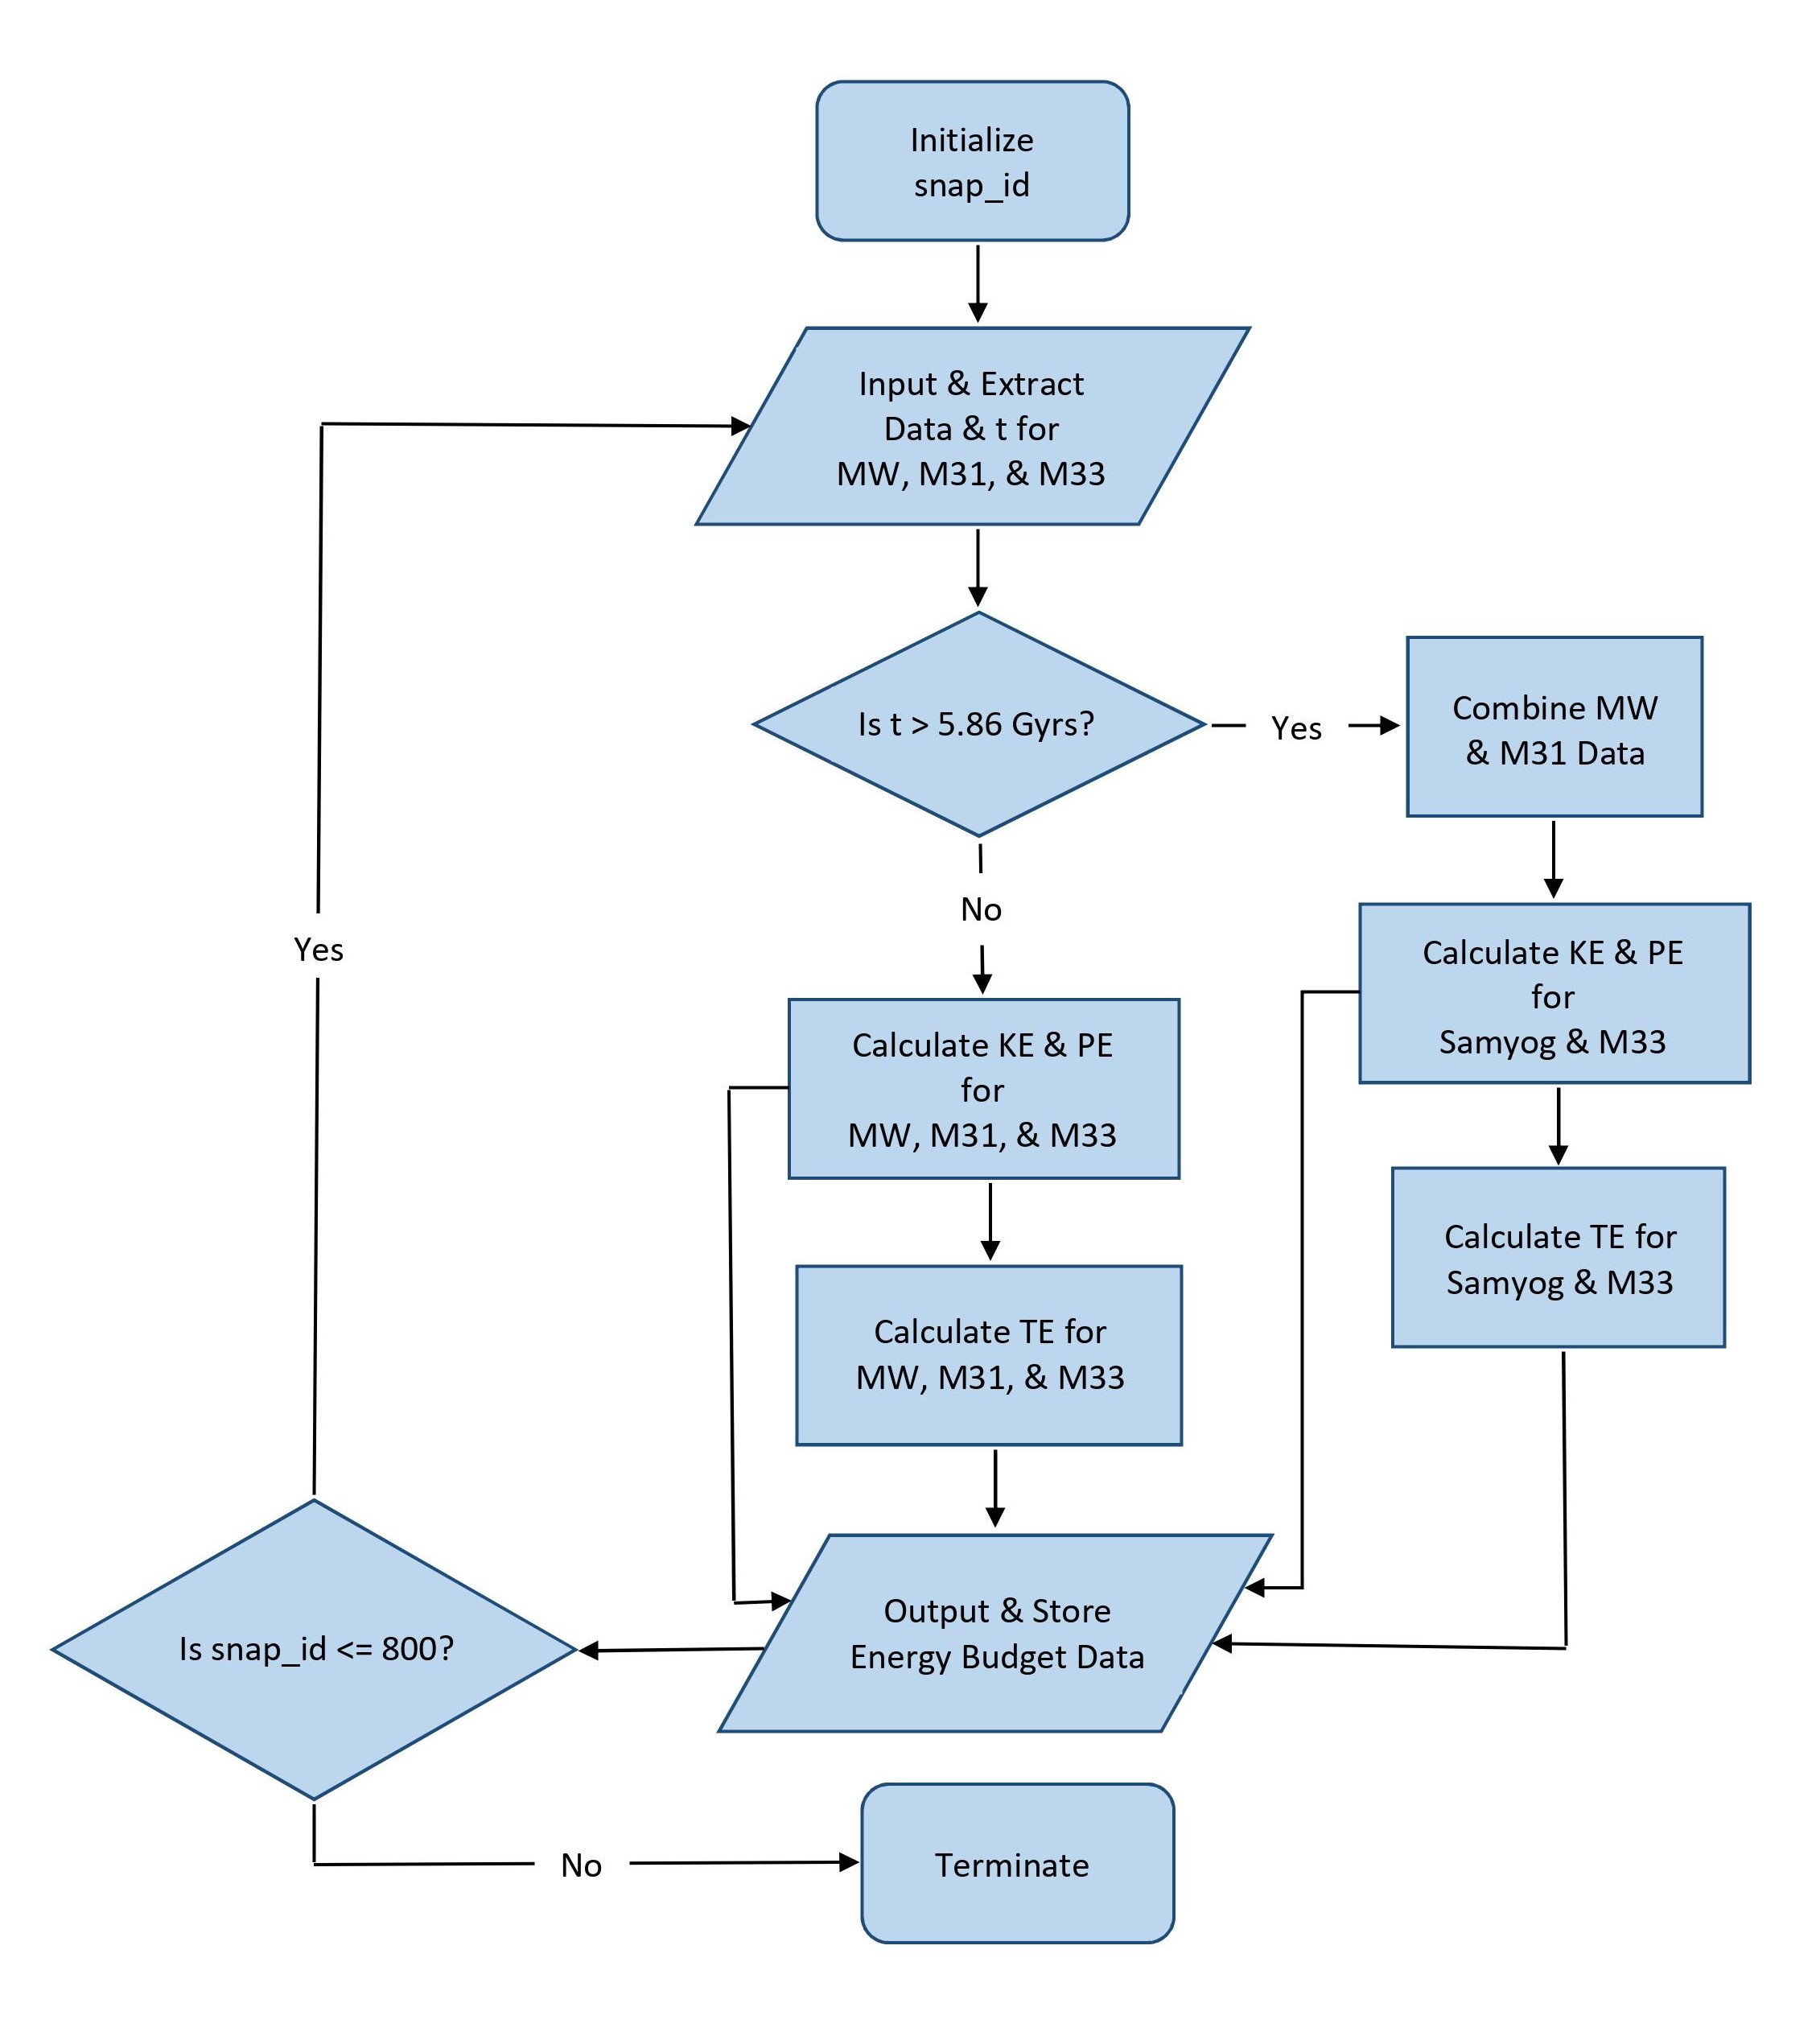 Initialize
snap_id
Input & Extract
Data & t for
MW, M31, & M33
Is t > 5.86 Gyrs?
Yes
Combine MW
& M31 Data
No
Calculate KE & PE
for
Samyog & M33
Yes
Calculate KE & PE
for
MW, M31, & M33
Calculate TE for
Samyog & M33
Calculate TE for
MW, M31, & M33
Output & Store
Energy Budget Data
Is snap_id <= 800?
No
Terminate